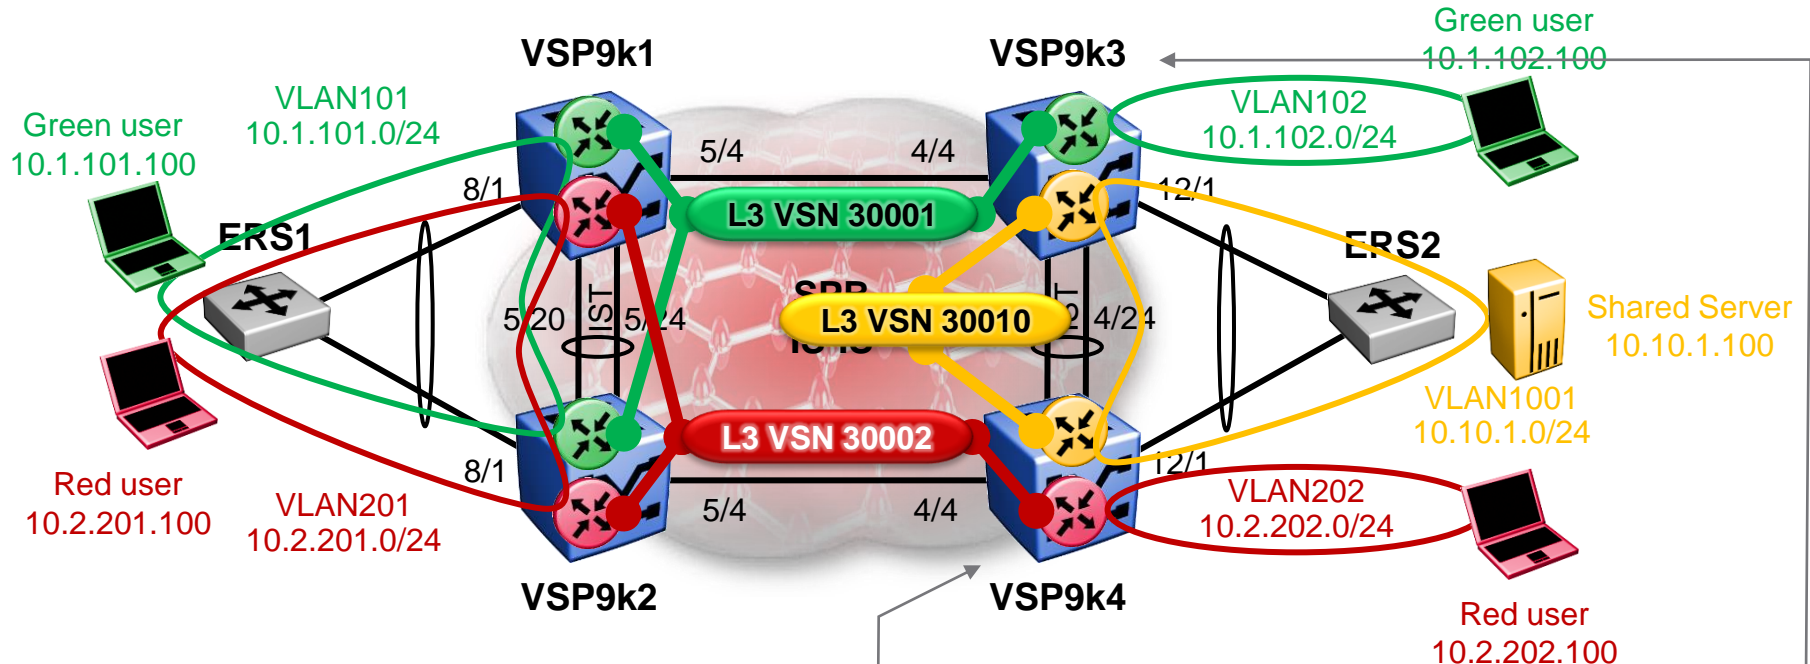 Green user
10.1.102.100
VSP9k1
VSP9k3
VLAN101
10.1.101.0/24
VLAN102
10.1.102.0/24
Green user
10.1.101.100
5/4
4/4
8/1
12/1
L3 VSN 30001
ERS1
ERS2
5/20
IST
5/24
SPB
L3 VSN 30010
4/24
Shared Server
10.10.1.100
VLAN1001
10.10.1.0/24
L3 VSN 30002
8/1
12/1
Red user
10.2.201.100
VLAN201
10.2.201.0/24
5/4
4/4
VLAN202
10.2.202.0/24
VSP9k2
VSP9k4
Red user
10.2.202.100